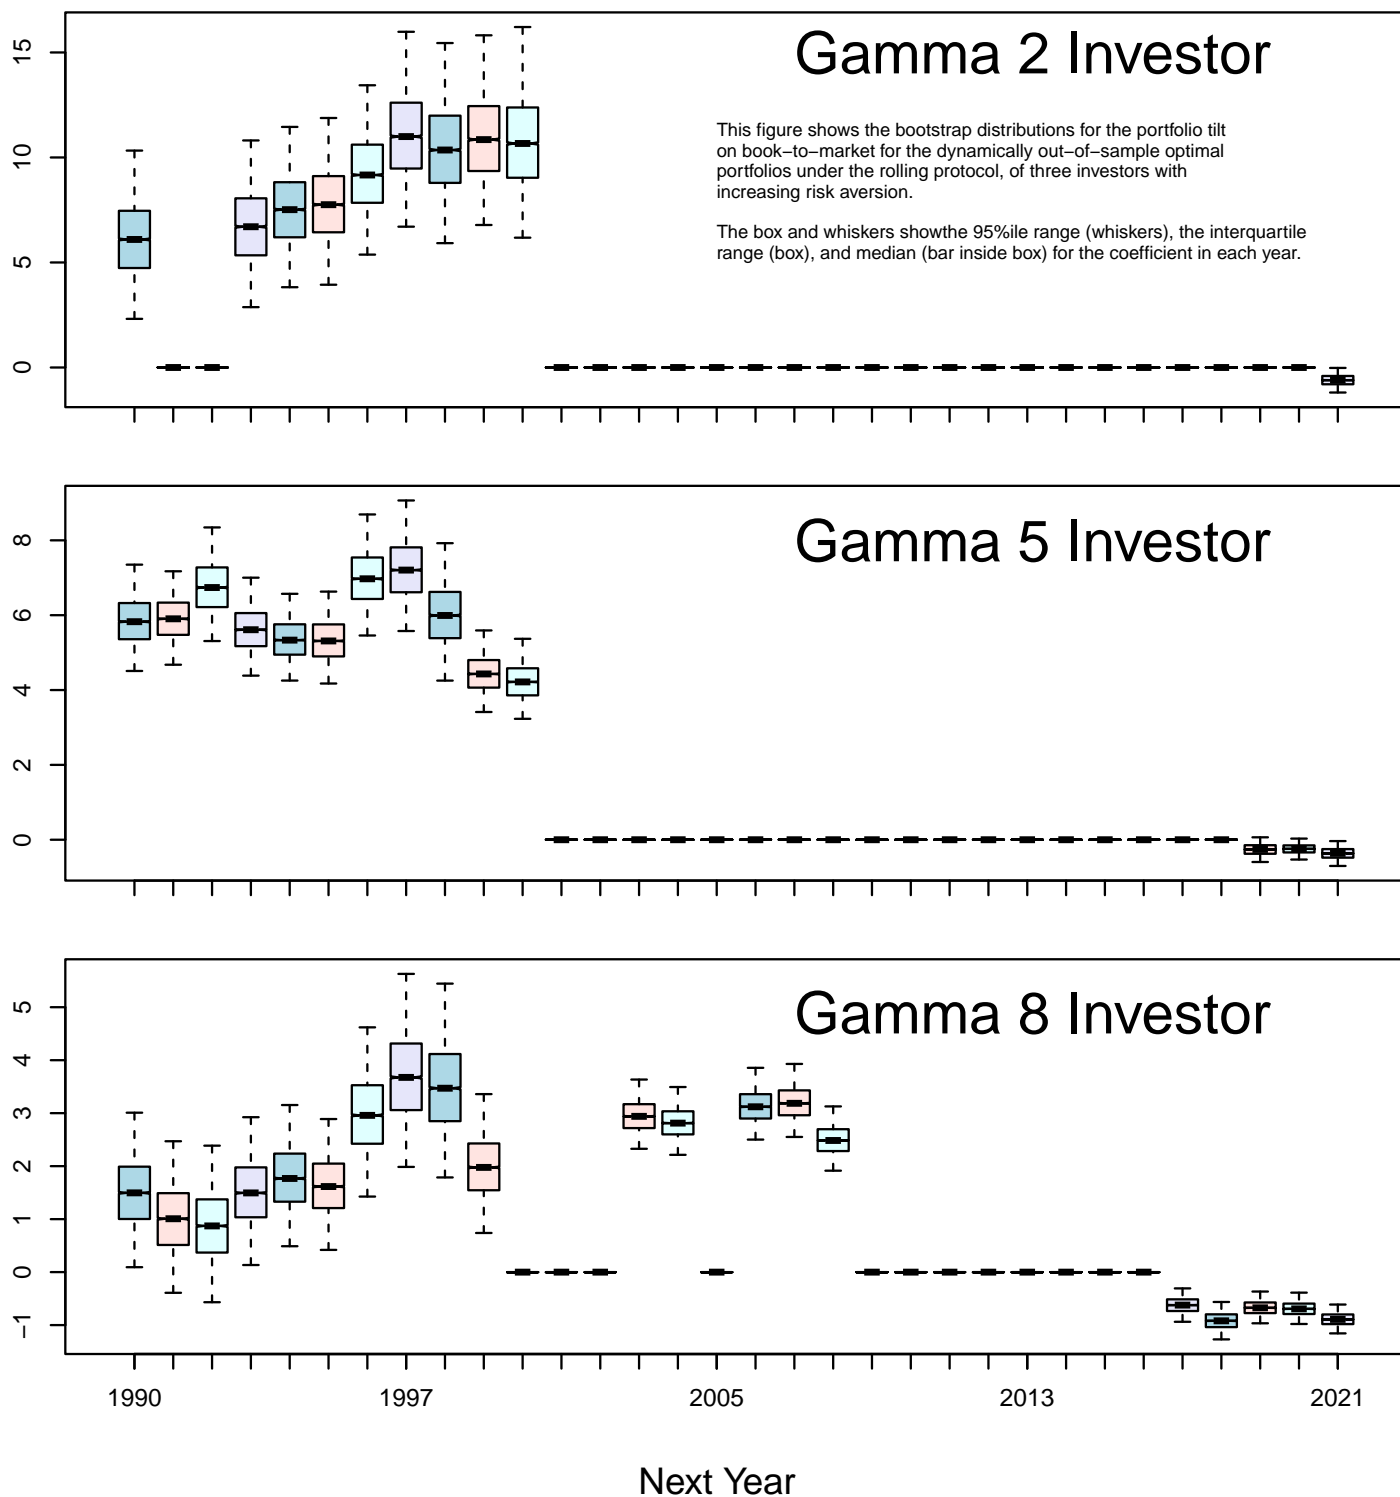 Gamma 2 Investor
This figure shows the bootstrap distributions for the portfolio tilt
on book−to−market for the dynamically out−of−sample optimal
portfolios under the rolling protocol, of three investors with
increasing risk aversion.
The box and whiskers showthe 95%ile range (whiskers), the interquartile
range (box), and median (bar inside box) for the coefficient in each year.
15
10
5
0
Gamma 5 Investor
8
6
4
2
0
Gamma 8 Investor
5
4
3
2
1
0
−1
1990 1997 2005 2013 2021
Next Year